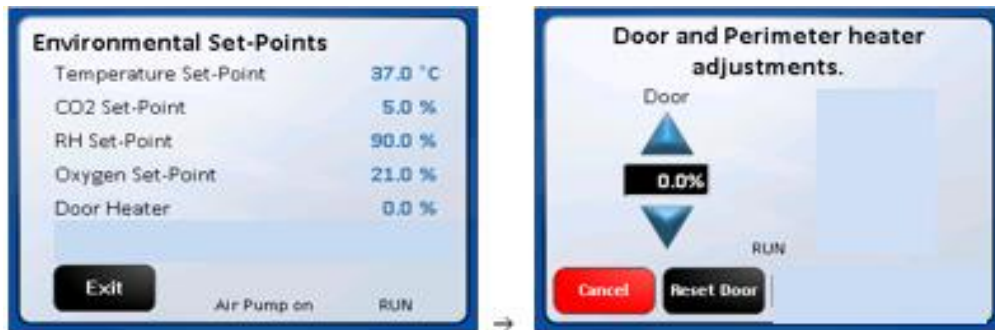 Environmental Set-Points
Temperature Set-Point 37.0 °C
CO2 Set-Point 5.0 %
RH Set-Point 90.0 %
Oxygen Set-Point 21.0 %
Door Heater 0.0 %
Exit Air Pump on RUN
→
Door and Perimeter heater
adjustments.
Door
0.0%
RUN
Cancel Reset Door